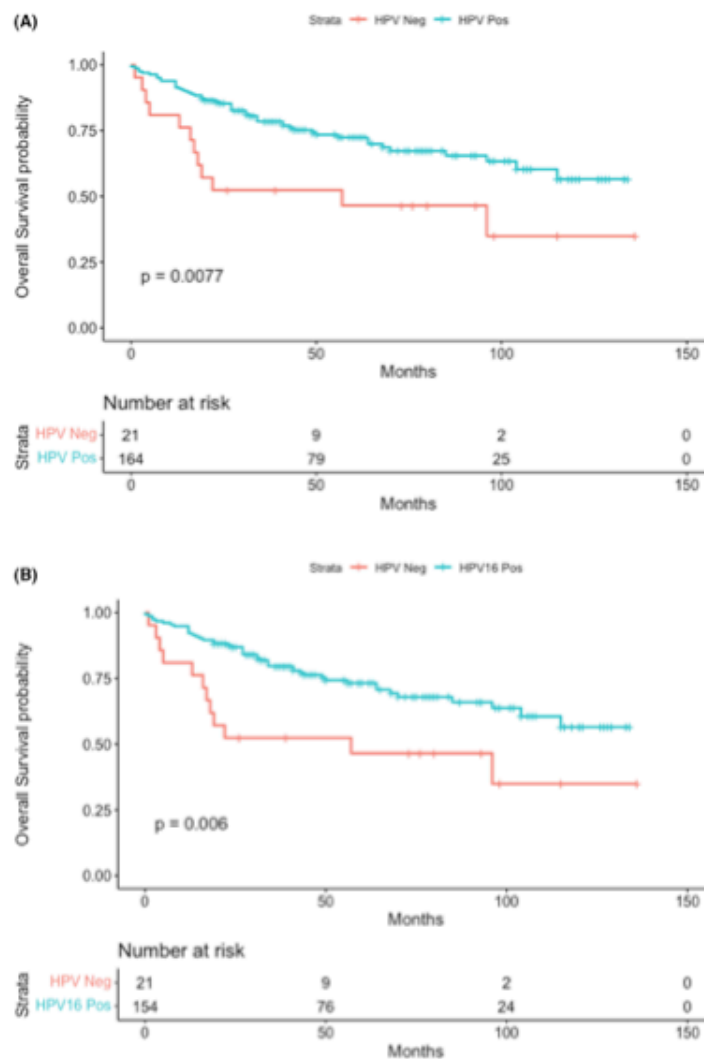 (A)
Strata HPV Neg HPV Pos
Overall Survival probability
1.00
0.75
0.50
0.25
0.00
p = 0.0077
0 50 100 150
Months
Number at risk
Strata
HPV Neg 21 9 2 0
HPV Pos 164 79 25 0
0 50 100 150
Months
(B)
Strata HPV Neg HPV16 Pos
Overall Survival probability
1.00
0.75
0.50
0.25
0.00
p = 0.006
0 50 100 150
Months
Number at risk
Strata
HPV Neg 21 9 2 0
HPV16 Pos 154 76 24 0
0 50 100 150
Months